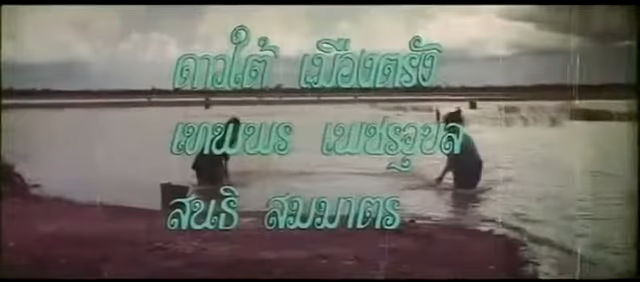 ดาวใต้ เมืองตรัง
เทพพร เพชรอุบล
สนธิ สมมาตร